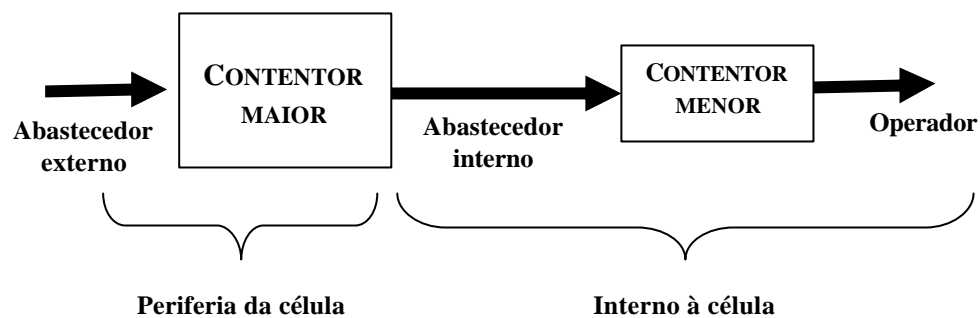 CONTENTOR
MAIOR
CONTENTOR
MENOR
Abastecedor
externo
Abastecedor
interno
Operador
Periferia da célula
Interno à célula